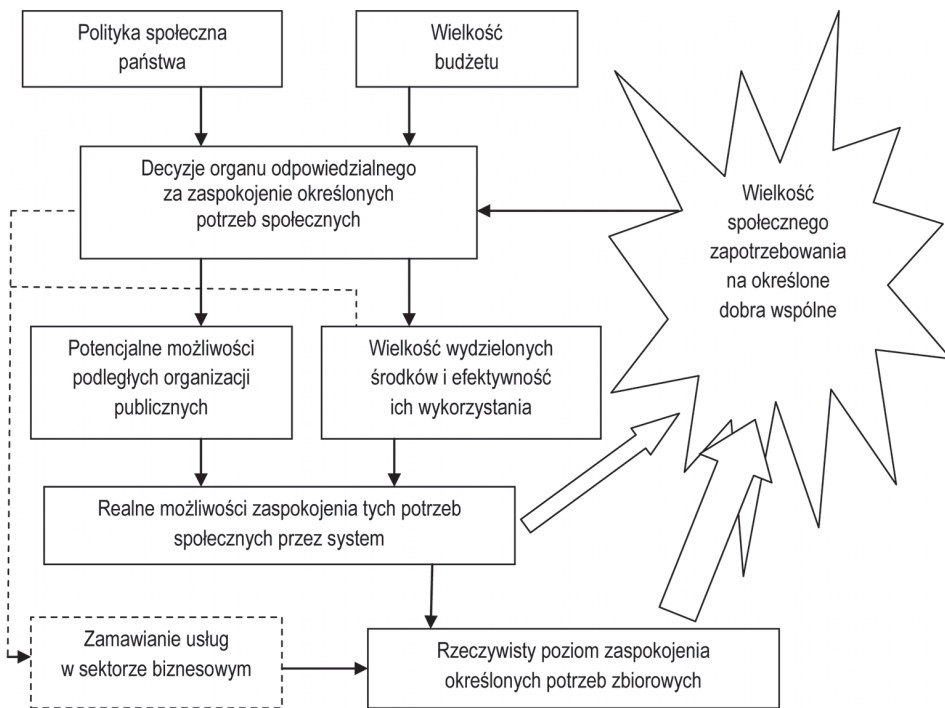 Polityka społeczna
państwa
Wielkość
budżetu
Decyzje organu odpowiedzialnego
za zaspokojenie określonych
potrzeb społecznych
Wielkość
społecznego
zapotrzebowania
na określone
dobra wspólne
Potencjalne możliwości
podległych organizacji
publicznych
Wielkość wydzielonych
środków i efektywność
ich wykorzystania
Realne możliwości zaspokojenia tych potrzeb
społecznych przez system
Zamawianie usług
w sektorze biznesowym
Rzeczywisty poziom zaspokojenia
określonych potrzeb zbiorowych